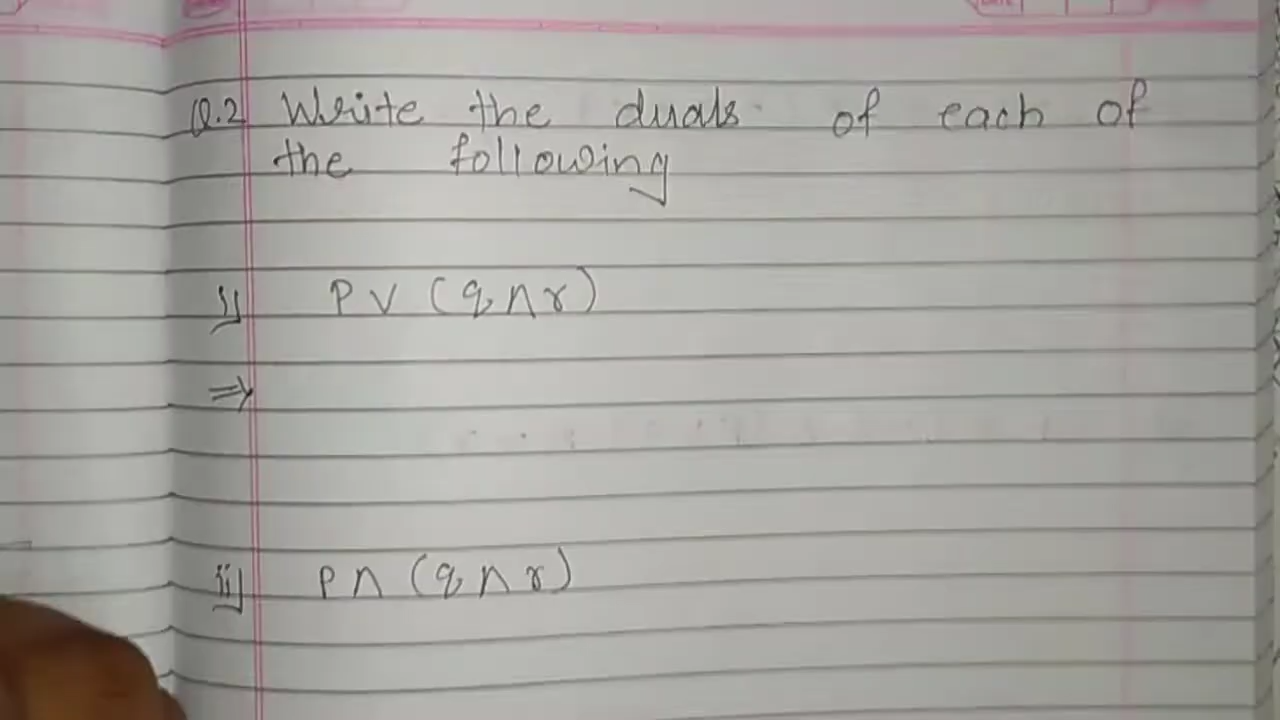 Q.2 Write the duals of each of
the following
i) P ∨ (q ∧ r)
⇒
ii) P ∧ (q ∧ r)